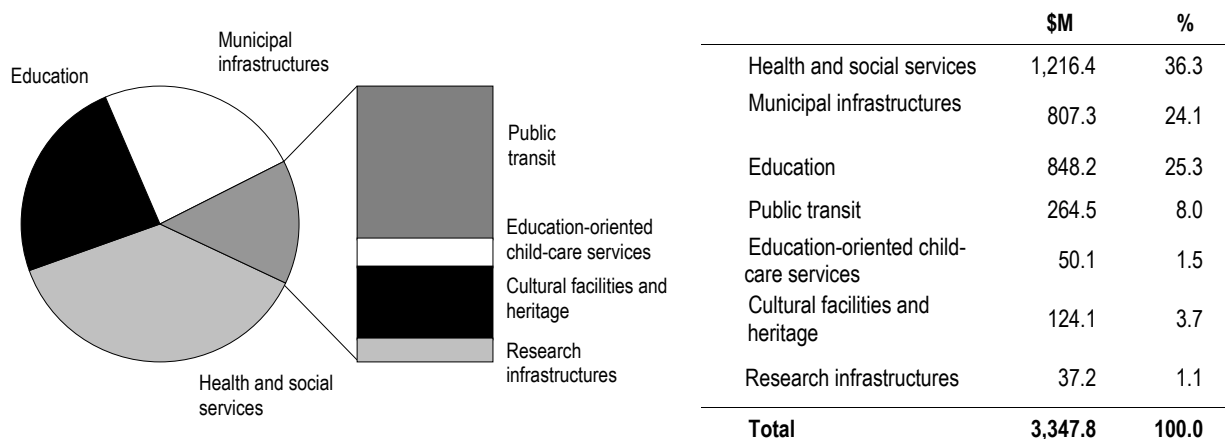 Municipal
infrastructures
Education
Public
transit
Education-oriented
child-care services
Cultural facilities and
heritage
Research
infrastructures
Health and social
services
$M %
Health and social services 1,216.4 36.3
Municipal infrastructures 807.3 24.1
Education 848.2 25.3
Public transit 264.5 8.0
Education-oriented child-
care services 50.1 1.5
Cultural facilities and
heritage 124.1 3.7
Research infrastructures 37.2 1.1
Total 3,347.8 100.0